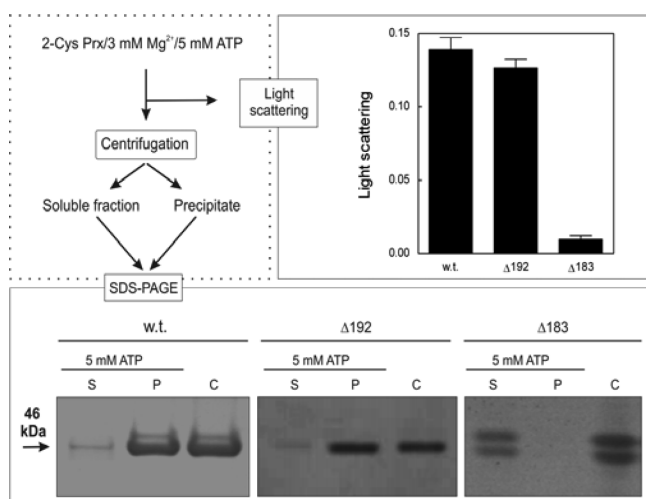 2-Cys Prx/3 mM Mg²⁺/5 mM ATP
Light
scattering
Centrifugation
Soluble fraction
Precipitate
SDS-PAGE
Light scattering
0.15
0.10
0.05
0.00
w.t.
Δ192
Δ183
w.t.
Δ192
Δ183
5 mM ATP
5 mM ATP
5 mM ATP
S P C
S P C
S P C
46
kDa